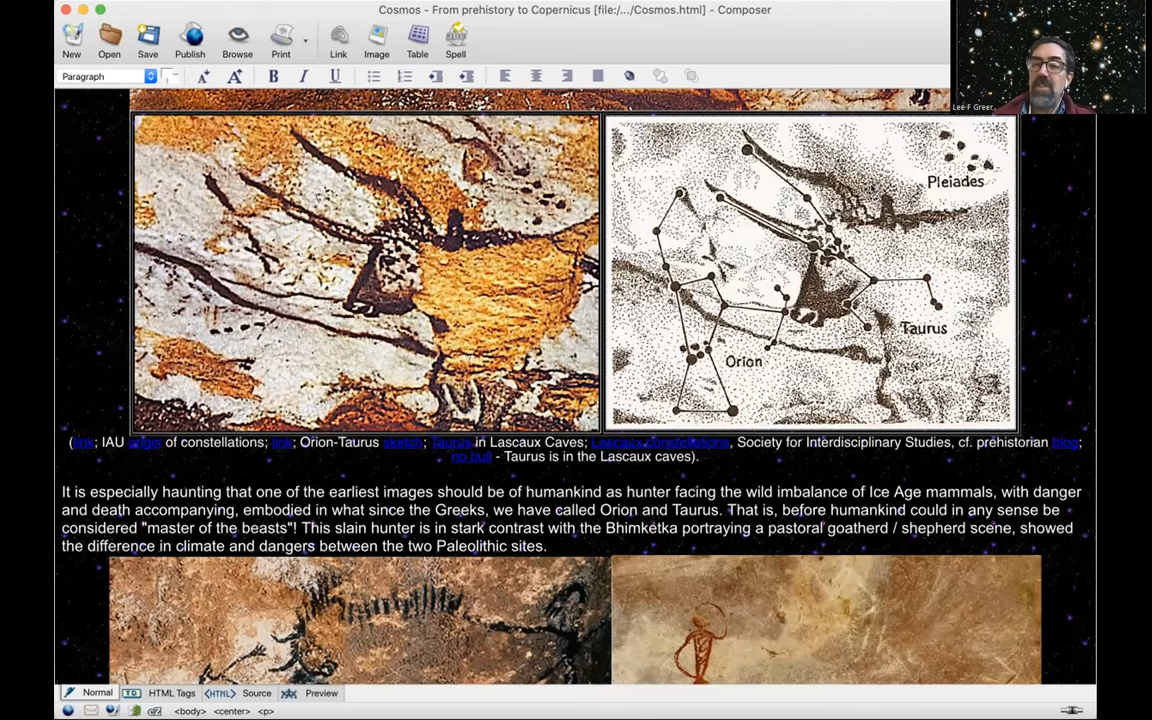 Cosmos - From prehistory to Copernicus [file:/.../Cosmos.html] - Composer
New Open Save Publish Browse Print Link Image Table Spell
Paragraph
Lee F Greer
Pleiades
Taurus
Orion
(link; IAU origin of constellations; link; Orion-Taurus sketch; Taurus in Lascaux Caves; Lascaux constellations, Society for Interdisciplinary Studies, cf. prehistorian blog;
no bull - Taurus is in the Lascaux caves).
It is especially haunting that one of the earliest images should be of humankind as hunter facing the wild imbalance of Ice Age mammals, with danger
and death accompanying, embodied in what since the Greeks, we have called Orion and Taurus. That is, before humankind could in any sense be
considered "master of the beasts"! This slain hunter is in stark contrast with the Bhimketka portraying a pastoral goatherd / shepherd scene, showed
the difference in climate and dangers between the two Paleolithic sites.
Normal HTML Tags <HTML> Source Preview
<body> <center> <p>